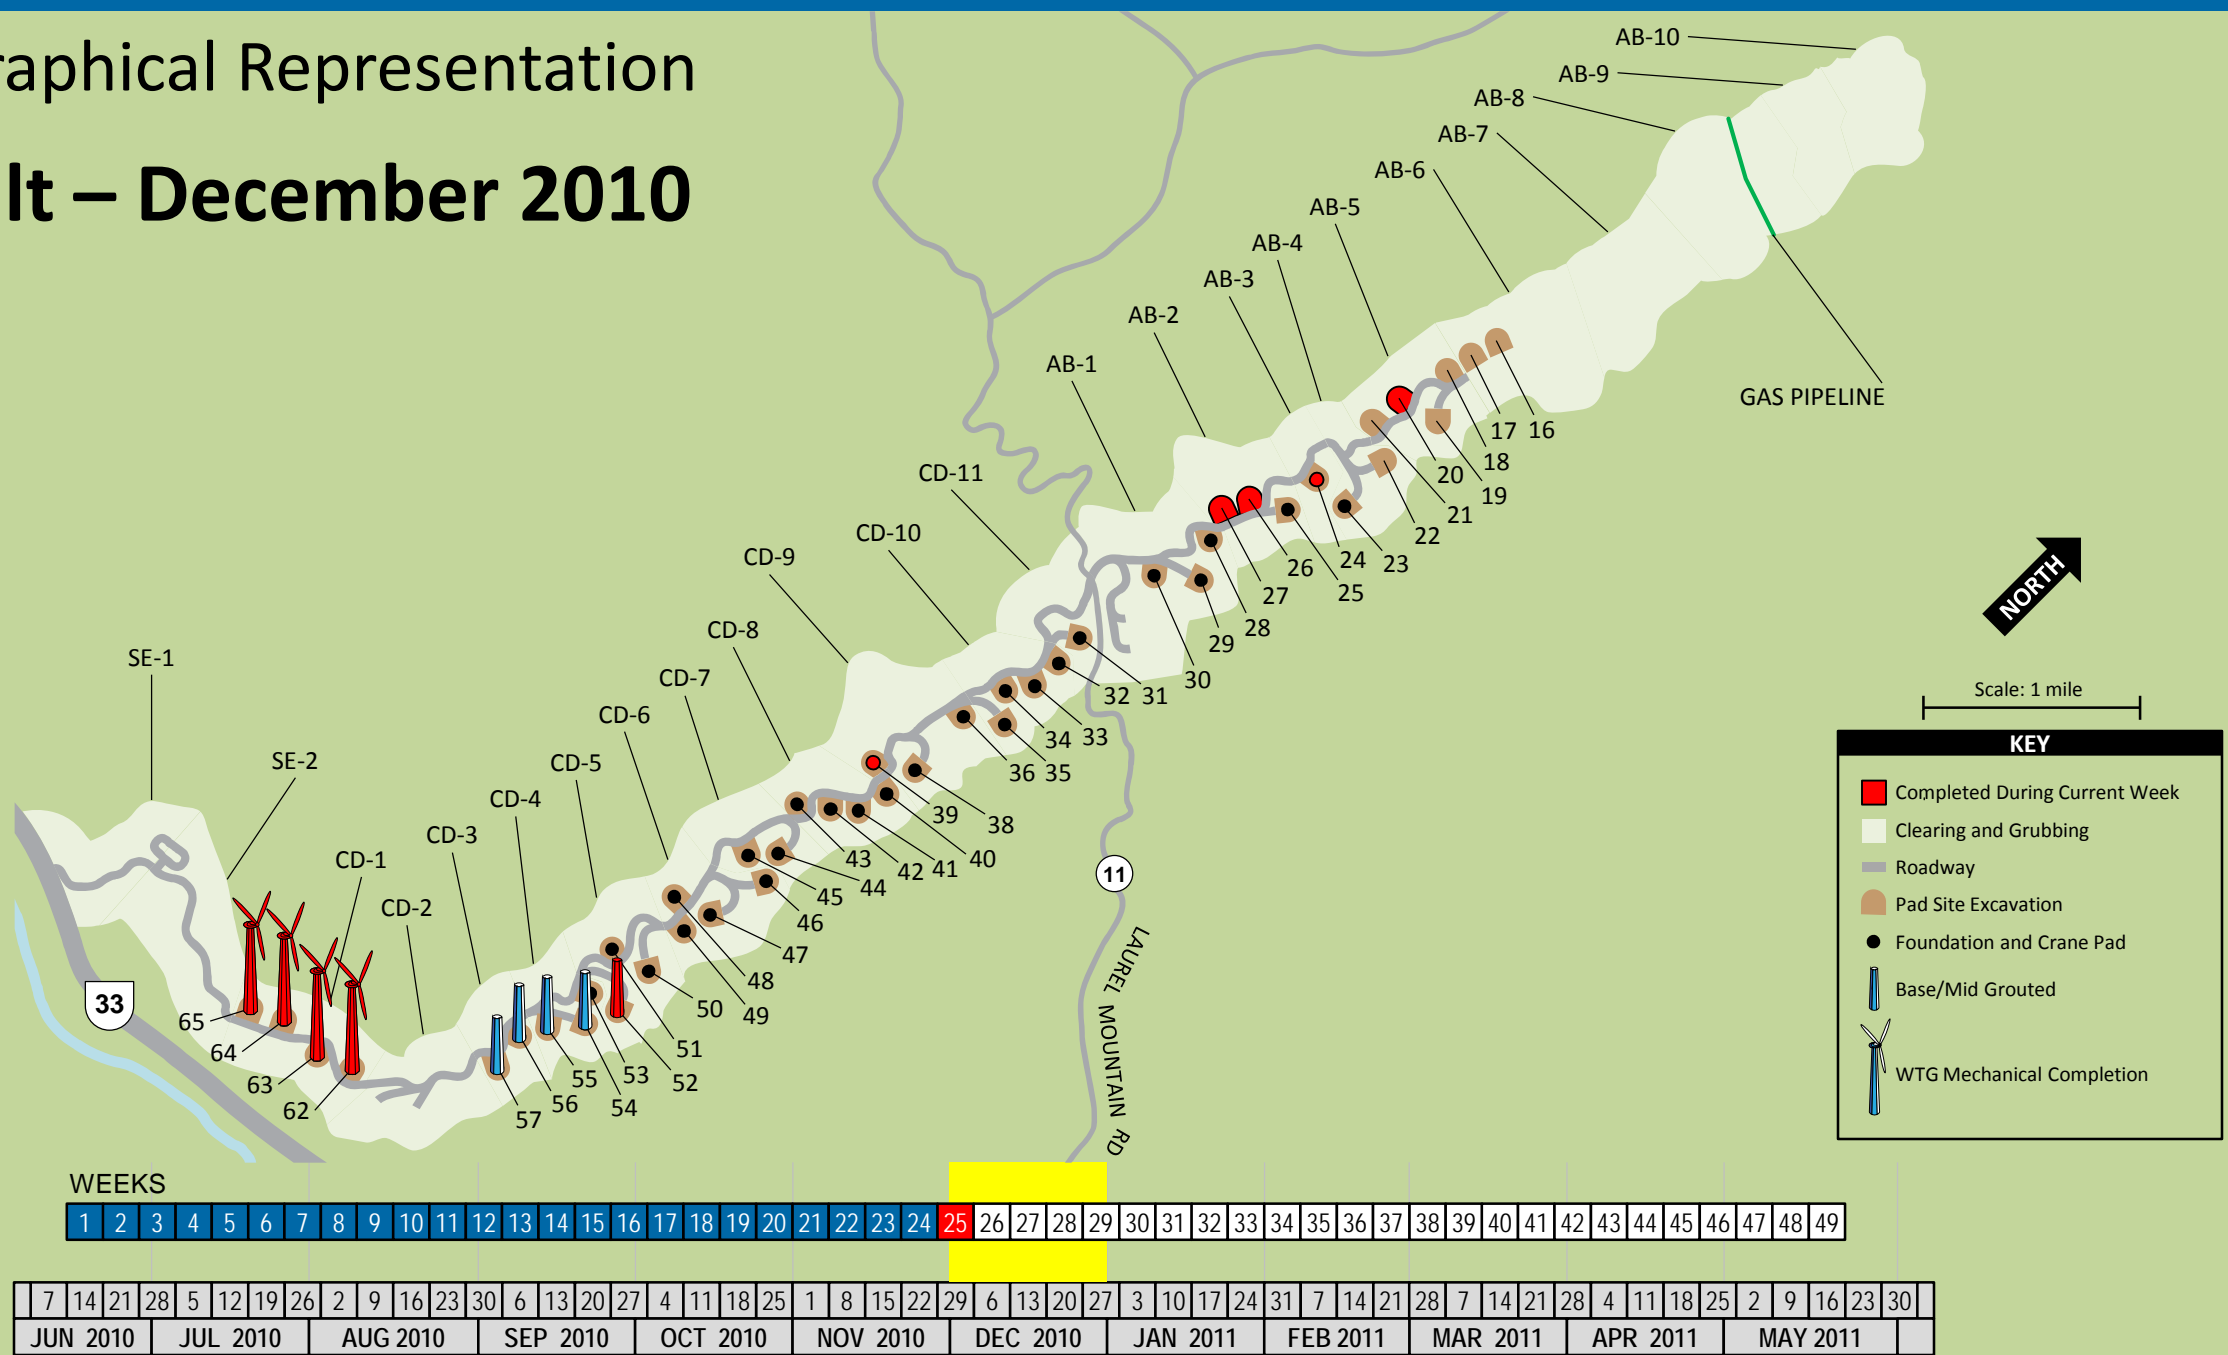 raphical Representation
lt – December 2010
AB-10
AB-9
AB-8
AB-7
AB-6
AB-5
AB-4
AB-3
AB-2
AB-1
CD-11
CD-10
CD-9
CD-8
CD-7
CD-6
CD-5
CD-4
CD-3
CD-2
CD-1
SE-2
SE-1
GAS PIPELINE
16
17
18
19
20
21
22
23
24
25
26
27
28
29
30
31
32
33
34
35
36
38
39
40
41
42
43
44
45
46
47
48
49
50
51
52
53
54
55
56
57
62
63
64
65
33
11
LAUREL MOUNTAIN RD
NORTH
Scale: 1 mile
KEY
Completed During Current Week
Clearing and Grubbing
Roadway
Pad Site Excavation
Foundation and Crane Pad
Base/Mid Grouted
WTG Mechanical Completion
WEEKS
1 2 3 4 5 6 7 8 9 10 11 12 13 14 15 16 17 18 19 20 21 22 23 24 25 26 27 28 29 30 31 32 33 34 35 36 37 38 39 40 41 42 43 44 45 46 47 48 49
7 14 21 28 5 12 19 26 2 9 16 23 30 6 13 20 27 4 11 18 25 1 8 15 22 29 6 13 20 27 3 10 17 24 31 7 14 21 28 7 14 21 28 4 11 18 25 2 9 16 23 30
JUN 2010 JUL 2010 AUG 2010 SEP 2010 OCT 2010 NOV 2010 DEC 2010 JAN 2011 FEB 2011 MAR 2011 APR 2011 MAY 2011